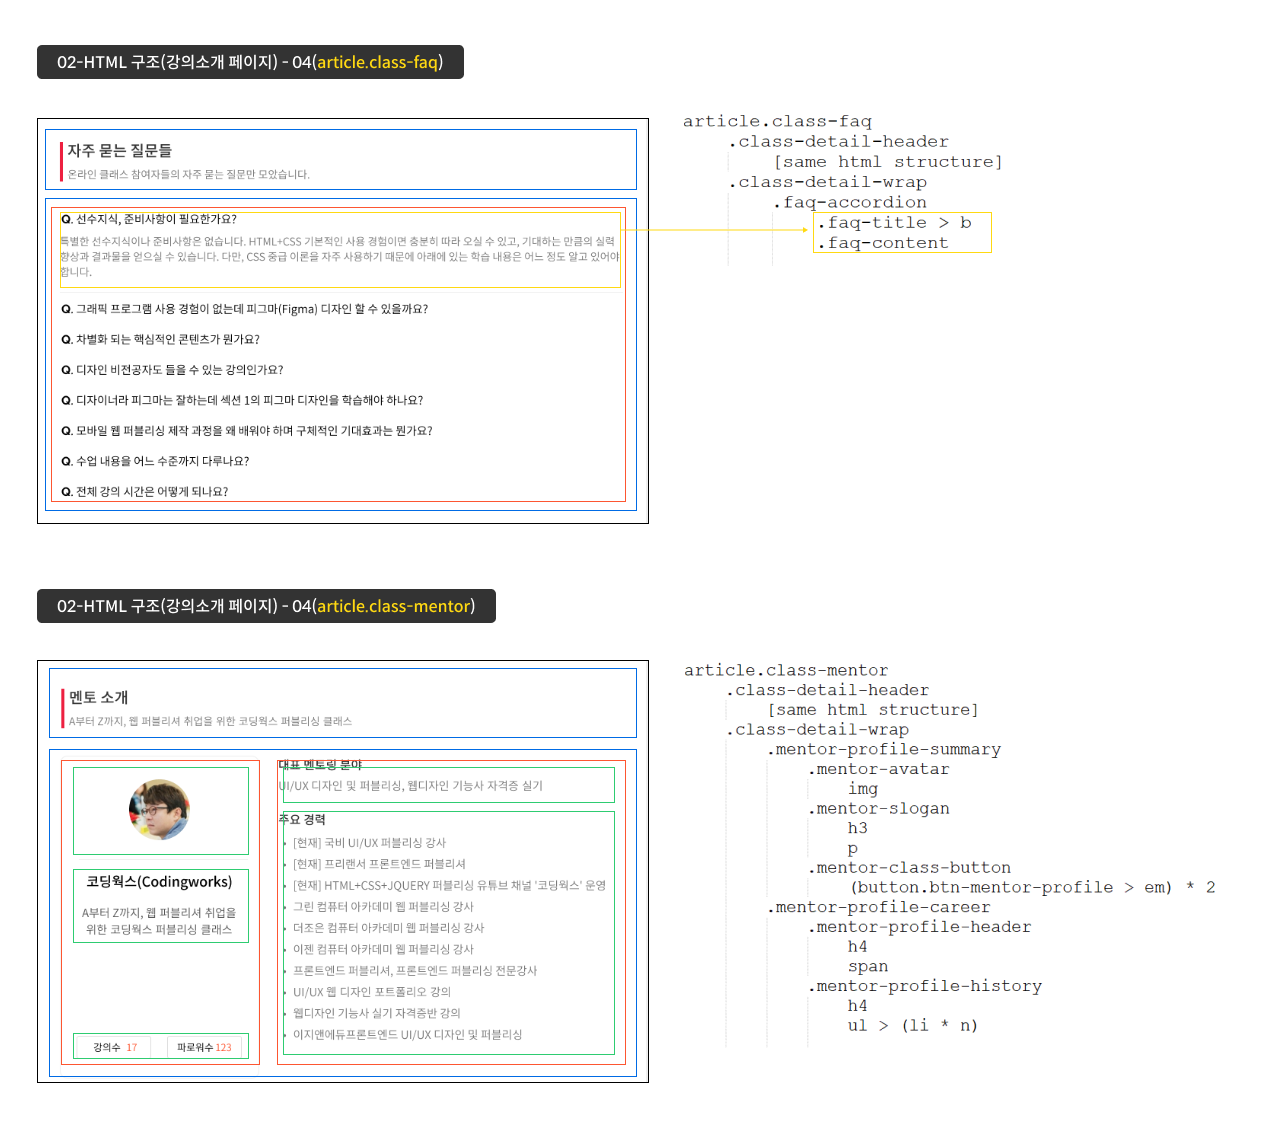 02-HTML 구조(강의소개 페이지) - 04(article.class-faq)
자주 묻는 질문들
온라인 클래스 참여자들의 자주 묻는 질문만 모았습니다.
Q. 선수지식, 준비사항이 필요한가요?
특별한 선수지식이나 준비사항은 없습니다. HTML+CSS 기본적인 사용 경험이면 충분히 따라 오실 수 있고, 기대하는 만큼의 실력
향상과 결과물을 얻으실 수 있습니다. 다만, CSS 중급 이론을 자주 사용하기 때문에 아래에 있는 학습 내용은 어느 정도 알고 있어야
합니다.
Q. 그래픽 프로그램 사용 경험이 없는데 피그마(Figma) 디자인 할 수 있을까요?
Q. 차별화 되는 핵심적인 콘텐츠가 뭔가요?
Q. 디자인 비전공자도 들을 수 있는 강의인가요?
Q. 디자이너라 피그마는 잘하는데 섹션 1의 피그마 디자인을 학습해야 하나요?
Q. 모바일 웹 퍼블리싱 제작 과정을 왜 배워야 하며 구체적인 기대효과는 뭔가요?
Q. 수업 내용을 어느 수준까지 다루나요?
Q. 전체 강의 시간은 어떻게 되나요?
article.class-faq
.class-detail-header
[same html structure]
.class-detail-wrap
.faq-accordion
.faq-title > b
.faq-content
02-HTML 구조(강의소개 페이지) - 04(article.class-mentor)
멘토 소개
A부터 Z까지, 웹 퍼블리셔 취업을 위한 코딩웍스 퍼블리싱 클래스
코딩웍스(Codingworks)
A부터 Z까지, 웹 퍼블리셔 취업을
위한 코딩웍스 퍼블리싱 클래스
강의수 17
파로워수 123
대표 멘토링 분야
UI/UX 디자인 및 퍼블리싱, 웹디자인 기능사 자격증 실기
주요 경력
• [현재] 국비 UI/UX 퍼블리싱 강사
• [현재] 프리랜서 프론트엔드 퍼블리셔
• [현재] HTML+CSS+JQUERY 퍼블리싱 유튜브 채널 '코딩웍스' 운영
• 그린 컴퓨터 아카데미 웹 퍼블리싱 강사
• 더조은 컴퓨터 아카데미 웹 퍼블리싱 강사
• 이젠 컴퓨터 아카데미 웹 퍼블리싱 강사
• 프론트엔드 퍼블리셔, 프론트엔드 퍼블리싱 전문강사
• UI/UX 웹 디자인 포트폴리오 강의
• 웹디자인 기능사 실기 자격증반 강의
• 이지앤에듀프론트엔드 UI/UX 디자인 및 퍼블리싱
article.class-mentor
.class-detail-header
[same html structure]
.class-detail-wrap
.mentor-profile-summary
.mentor-avatar
img
.mentor-slogan
h3
p
.mentor-class-button
(button.btn-mentor-profile > em) * 2
.mentor-profile-career
.mentor-profile-header
h4
span
.mentor-profile-history
h4
ul > (li * n)